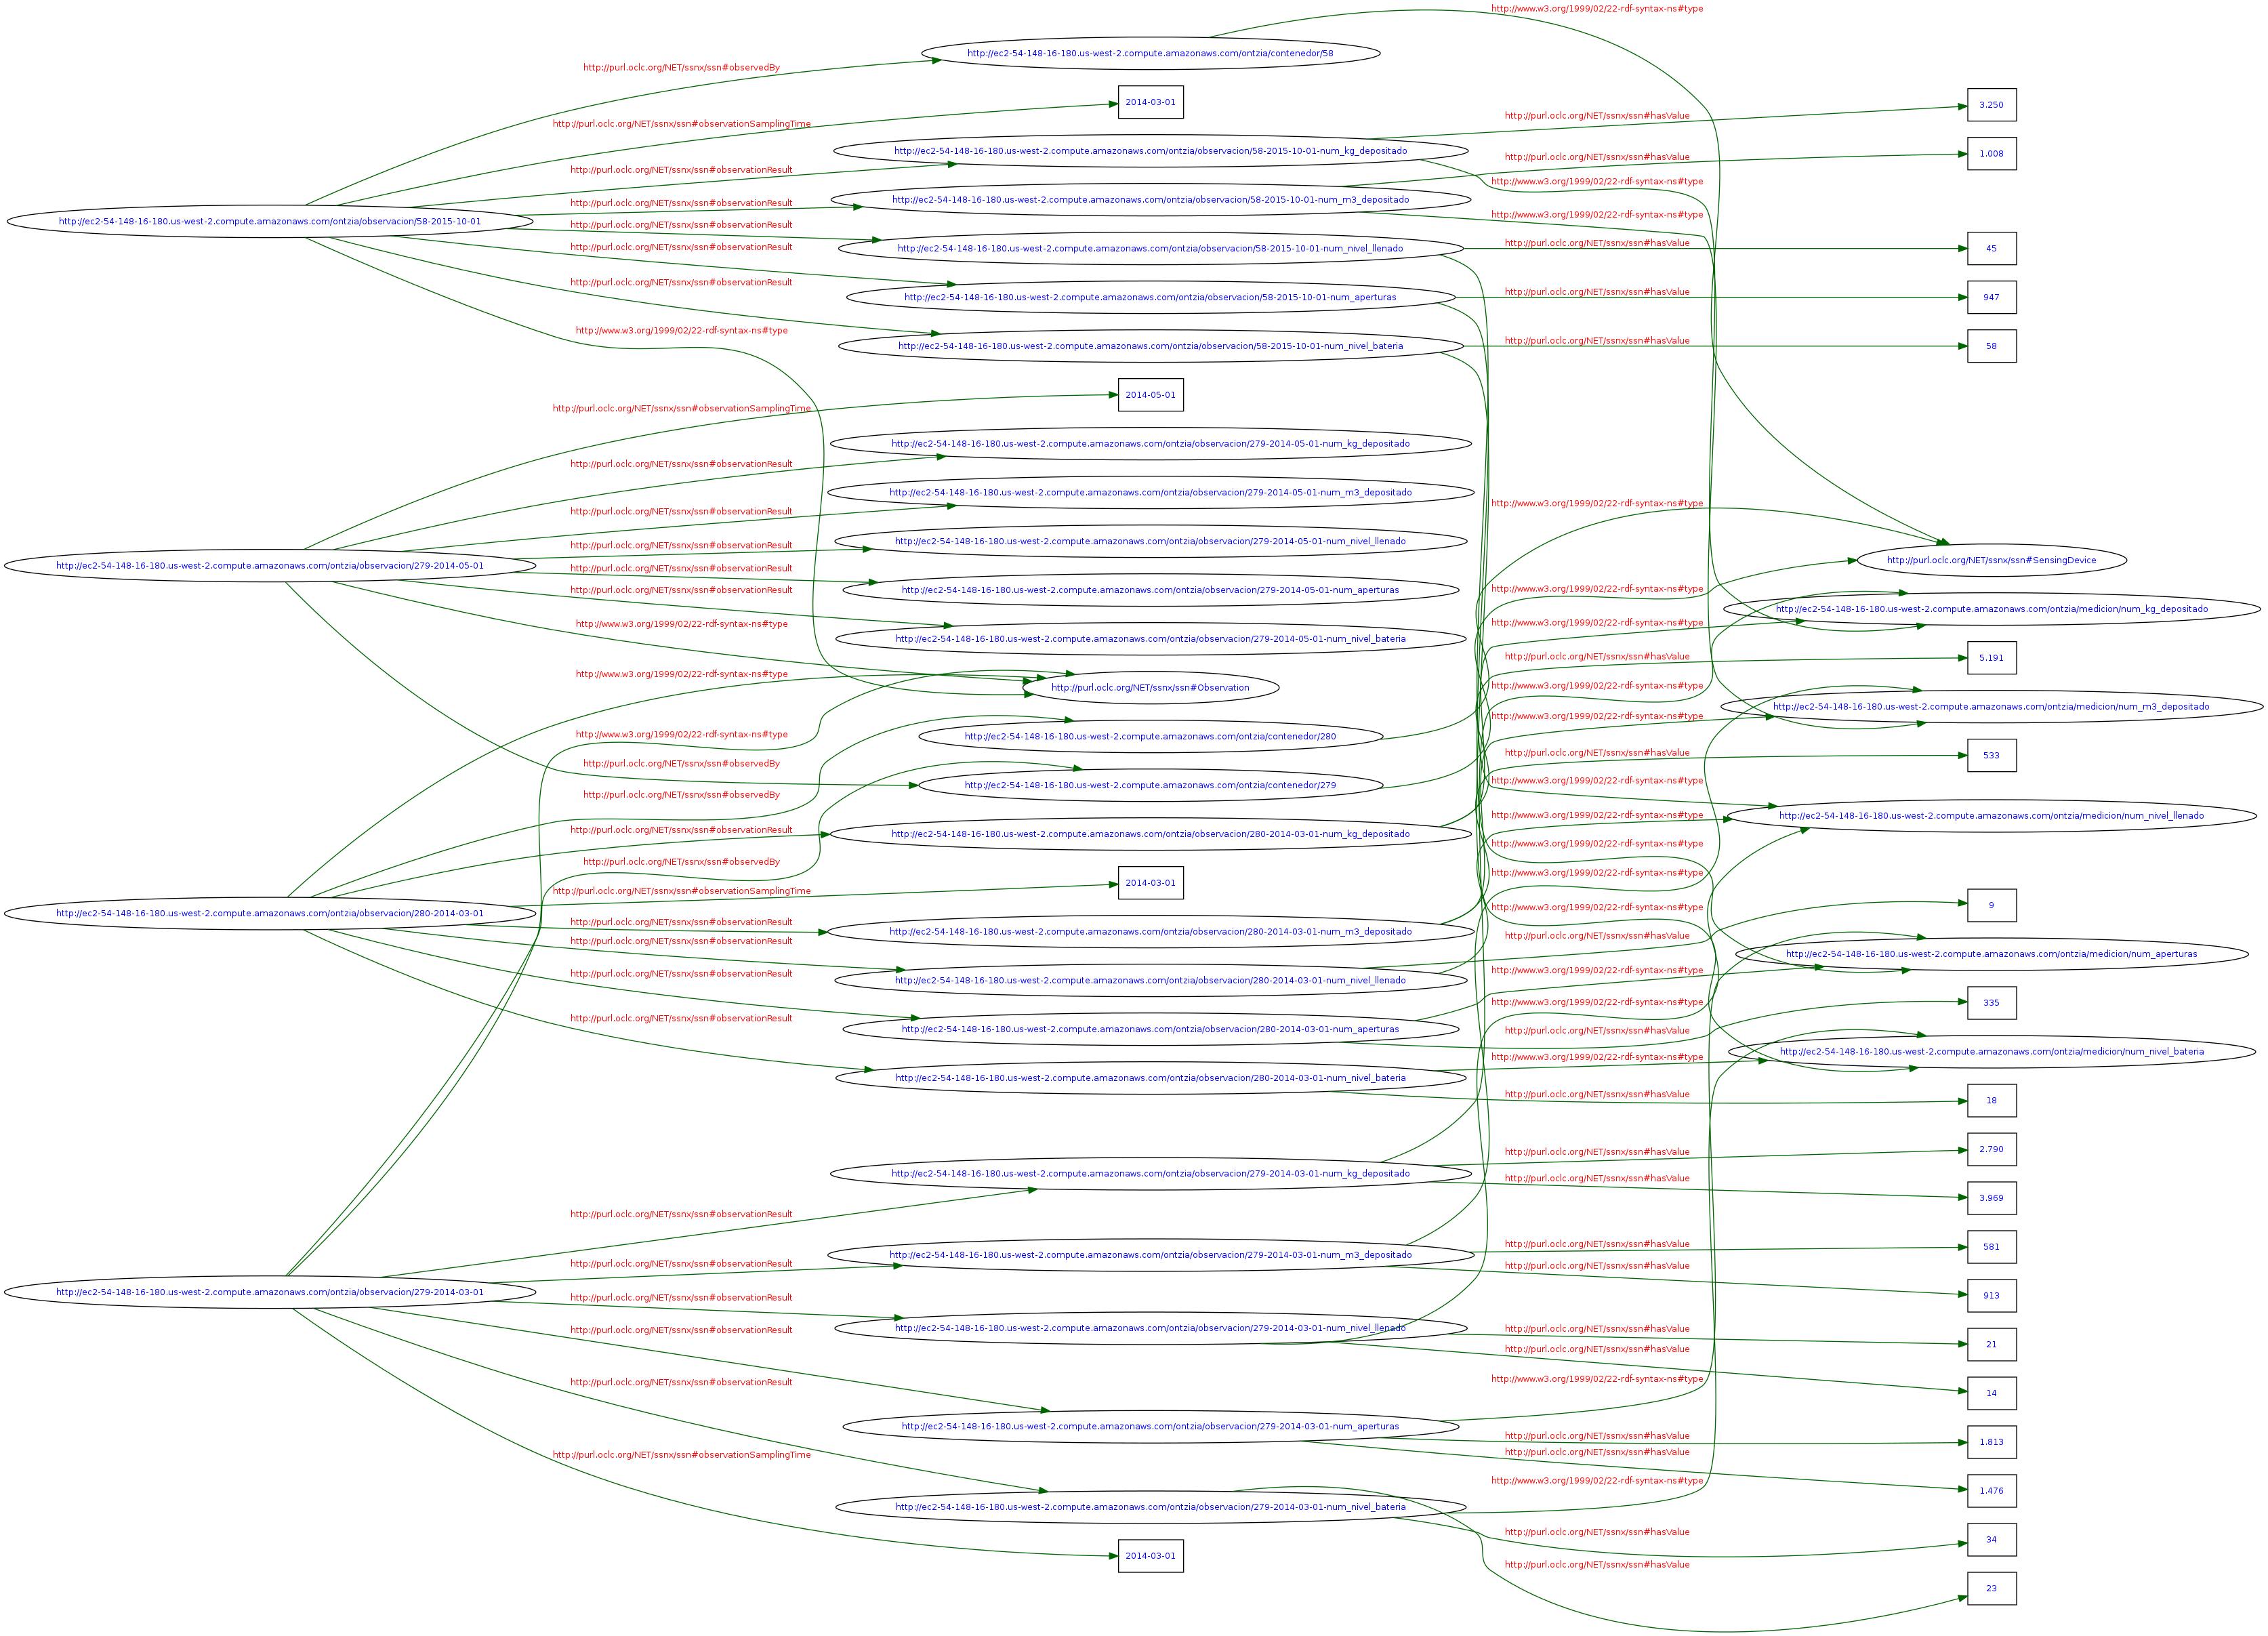 http://www.w3.org/1999/02/22-rdf-syntax-ns#type
http://ec2-54-148-16-180.us-west-2.compute.amazonaws.com/ontzia/contenedor/58
http://purl.oclc.org/NET/ssnx/ssn#observedBy
2014-03-01
3.250
http://purl.oclc.org/NET/ssnx/ssn#hasValue
http://purl.oclc.org/NET/ssnx/ssn#observationSamplingTime
http://ec2-54-148-16-180.us-west-2.compute.amazonaws.com/ontzia/observacion/58-2015-10-01-num_kg_depositado
http://purl.oclc.org/NET/ssnx/ssn#hasValue
1.008
http://purl.oclc.org/NET/ssnx/ssn#observationResult
http://www.w3.org/1999/02/22-rdf-syntax-ns#type
http://purl.oclc.org/NET/ssnx/ssn#observationResult
http://ec2-54-148-16-180.us-west-2.compute.amazonaws.com/ontzia/observacion/58-2015-10-01-num_m3_depositado
http://www.w3.org/1999/02/22-rdf-syntax-ns#type
http://ec2-54-148-16-180.us-west-2.compute.amazonaws.com/ontzia/observacion/58-2015-10-01
http://purl.oclc.org/NET/ssnx/ssn#observationResult
http://purl.oclc.org/NET/ssnx/ssn#observationResult
http://ec2-54-148-16-180.us-west-2.compute.amazonaws.com/ontzia/observacion/58-2015-10-01-num_nivel_llenado
http://purl.oclc.org/NET/ssnx/ssn#hasValue
45
http://purl.oclc.org/NET/ssnx/ssn#observationResult
http://ec2-54-148-16-180.us-west-2.compute.amazonaws.com/ontzia/observacion/58-2015-10-01-num_aperturas
http://purl.oclc.org/NET/ssnx/ssn#hasValue
947
http://www.w3.org/1999/02/22-rdf-syntax-ns#type
http://ec2-54-148-16-180.us-west-2.compute.amazonaws.com/ontzia/observacion/58-2015-10-01-num_nivel_bateria
http://purl.oclc.org/NET/ssnx/ssn#hasValue
58
2014-05-01
http://purl.oclc.org/NET/ssnx/ssn#observationSamplingTime
http://ec2-54-148-16-180.us-west-2.compute.amazonaws.com/ontzia/observacion/279-2014-05-01-num_kg_depositado
http://purl.oclc.org/NET/ssnx/ssn#observationResult
http://ec2-54-148-16-180.us-west-2.compute.amazonaws.com/ontzia/observacion/279-2014-05-01-num_m3_depositado
http://www.w3.org/1999/02/22-rdf-syntax-ns#type
http://purl.oclc.org/NET/ssnx/ssn#observationResult
http://purl.oclc.org/NET/ssnx/ssn#observationResult
http://ec2-54-148-16-180.us-west-2.compute.amazonaws.com/ontzia/observacion/279-2014-05-01-num_nivel_llenado
http://purl.oclc.org/NET/ssnx/ssn#SensingDevice
http://ec2-54-148-16-180.us-west-2.compute.amazonaws.com/ontzia/observacion/279-2014-05-01
http://purl.oclc.org/NET/ssnx/ssn#observationResult
http://purl.oclc.org/NET/ssnx/ssn#observationResult
http://ec2-54-148-16-180.us-west-2.compute.amazonaws.com/ontzia/observacion/279-2014-05-01-num_aperturas
http://www.w3.org/1999/02/22-rdf-syntax-ns#type
http://ec2-54-148-16-180.us-west-2.compute.amazonaws.com/ontzia/medicion/num_kg_depositado
http://www.w3.org/1999/02/22-rdf-syntax-ns#type
http://www.w3.org/1999/02/22-rdf-syntax-ns#type
http://ec2-54-148-16-180.us-west-2.compute.amazonaws.com/ontzia/observacion/279-2014-05-01-num_nivel_bateria
http://purl.oclc.org/NET/ssnx/ssn#hasValue
5.191
http://www.w3.org/1999/02/22-rdf-syntax-ns#type
http://purl.oclc.org/NET/ssnx/ssn#Observation
http://www.w3.org/1999/02/22-rdf-syntax-ns#type
http://ec2-54-148-16-180.us-west-2.compute.amazonaws.com/ontzia/medicion/num_m3_depositado
http://www.w3.org/1999/02/22-rdf-syntax-ns#type
http://www.w3.org/1999/02/22-rdf-syntax-ns#type
http://ec2-54-148-16-180.us-west-2.compute.amazonaws.com/ontzia/contenedor/280
http://purl.oclc.org/NET/ssnx/ssn#hasValue
533
http://purl.oclc.org/NET/ssnx/ssn#observedBy
http://ec2-54-148-16-180.us-west-2.compute.amazonaws.com/ontzia/contenedor/279
http://www.w3.org/1999/02/22-rdf-syntax-ns#type
http://purl.oclc.org/NET/ssnx/ssn#observedBy
http://www.w3.org/1999/02/22-rdf-syntax-ns#type
http://ec2-54-148-16-180.us-west-2.compute.amazonaws.com/ontzia/medicion/num_nivel_llenado
http://purl.oclc.org/NET/ssnx/ssn#observationResult
http://ec2-54-148-16-180.us-west-2.compute.amazonaws.com/ontzia/observacion/280-2014-03-01-num_kg_depositado
http://www.w3.org/1999/02/22-rdf-syntax-ns#type
http://purl.oclc.org/NET/ssnx/ssn#observedBy
http://www.w3.org/1999/02/22-rdf-syntax-ns#type
2014-03-01
http://purl.oclc.org/NET/ssnx/ssn#observationSamplingTime
http://www.w3.org/1999/02/22-rdf-syntax-ns#type
9
http://ec2-54-148-16-180.us-west-2.compute.amazonaws.com/ontzia/observacion/280-2014-03-01
http://purl.oclc.org/NET/ssnx/ssn#observationResult
http://ec2-54-148-16-180.us-west-2.compute.amazonaws.com/ontzia/observacion/280-2014-03-01-num_m3_depositado
http://purl.oclc.org/NET/ssnx/ssn#hasValue
http://purl.oclc.org/NET/ssnx/ssn#observationResult
http://ec2-54-148-16-180.us-west-2.compute.amazonaws.com/ontzia/medicion/num_aperturas
http://purl.oclc.org/NET/ssnx/ssn#observationResult
http://ec2-54-148-16-180.us-west-2.compute.amazonaws.com/ontzia/observacion/280-2014-03-01-num_nivel_llenado
http://www.w3.org/1999/02/22-rdf-syntax-ns#type
http://www.w3.org/1999/02/22-rdf-syntax-ns#type
335
http://purl.oclc.org/NET/ssnx/ssn#observationResult
http://ec2-54-148-16-180.us-west-2.compute.amazonaws.com/ontzia/observacion/280-2014-03-01-num_aperturas
http://purl.oclc.org/NET/ssnx/ssn#hasValue
http://www.w3.org/1999/02/22-rdf-syntax-ns#type
http://ec2-54-148-16-180.us-west-2.compute.amazonaws.com/ontzia/medicion/num_nivel_bateria
http://ec2-54-148-16-180.us-west-2.compute.amazonaws.com/ontzia/observacion/280-2014-03-01-num_nivel_bateria
http://purl.oclc.org/NET/ssnx/ssn#hasValue
18
http://purl.oclc.org/NET/ssnx/ssn#hasValue
2.790
http://ec2-54-148-16-180.us-west-2.compute.amazonaws.com/ontzia/observacion/279-2014-03-01-num_kg_depositado
http://purl.oclc.org/NET/ssnx/ssn#hasValue
3.969
http://purl.oclc.org/NET/ssnx/ssn#observationResult
http://purl.oclc.org/NET/ssnx/ssn#hasValue
581
http://purl.oclc.org/NET/ssnx/ssn#observationResult
http://ec2-54-148-16-180.us-west-2.compute.amazonaws.com/ontzia/observacion/279-2014-03-01-num_m3_depositado
http://purl.oclc.org/NET/ssnx/ssn#hasValue
913
http://ec2-54-148-16-180.us-west-2.compute.amazonaws.com/ontzia/observacion/279-2014-03-01
http://purl.oclc.org/NET/ssnx/ssn#observationResult
http://ec2-54-148-16-180.us-west-2.compute.amazonaws.com/ontzia/observacion/279-2014-03-01-num_nivel_llenado
http://purl.oclc.org/NET/ssnx/ssn#hasValue
21
http://purl.oclc.org/NET/ssnx/ssn#observationResult
http://purl.oclc.org/NET/ssnx/ssn#hasValue
14
http://purl.oclc.org/NET/ssnx/ssn#observationResult
http://www.w3.org/1999/02/22-rdf-syntax-ns#type
http://ec2-54-148-16-180.us-west-2.compute.amazonaws.com/ontzia/observacion/279-2014-03-01-num_aperturas
http://purl.oclc.org/NET/ssnx/ssn#hasValue
1.813
http://purl.oclc.org/NET/ssnx/ssn#observationSamplingTime
http://purl.oclc.org/NET/ssnx/ssn#hasValue
1.476
http://www.w3.org/1999/02/22-rdf-syntax-ns#type
http://ec2-54-148-16-180.us-west-2.compute.amazonaws.com/ontzia/observacion/279-2014-03-01-num_nivel_bateria
http://purl.oclc.org/NET/ssnx/ssn#hasValue
34
2014-03-01
http://purl.oclc.org/NET/ssnx/ssn#hasValue
23